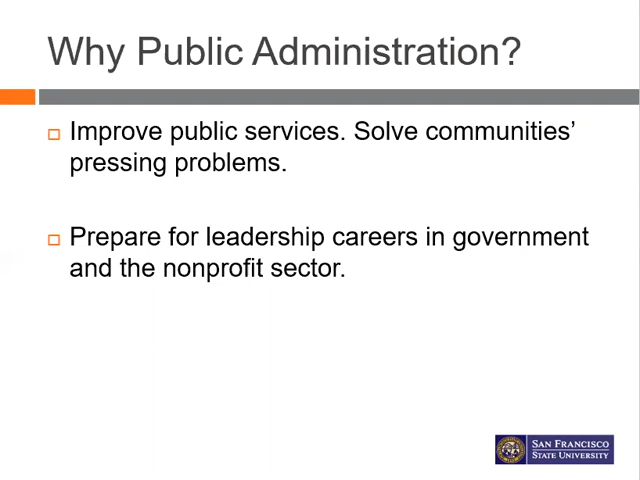 Why Public Administration?
Improve public services. Solve communities’
pressing problems.
Prepare for leadership careers in government
and the nonprofit sector.
SAN FRANCISCO
STATE UNIVERSITY